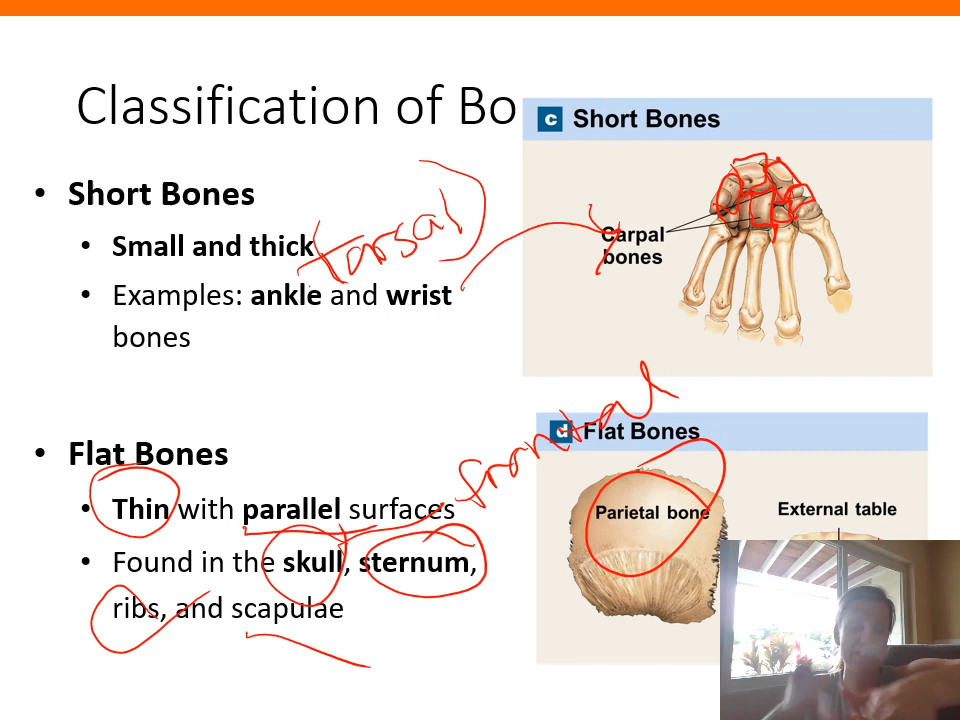 Classification of Bo
c Short Bones
• Short Bones
• Small and thick
(tarsal)
Carpal
bones
• Examples: ankle and wrist
bones
frontal
d Flat Bones
• Flat Bones
• Thin with parallel surfaces
Parietal bone
External table
• Found in the skull, sternum,
ribs, and scapulae